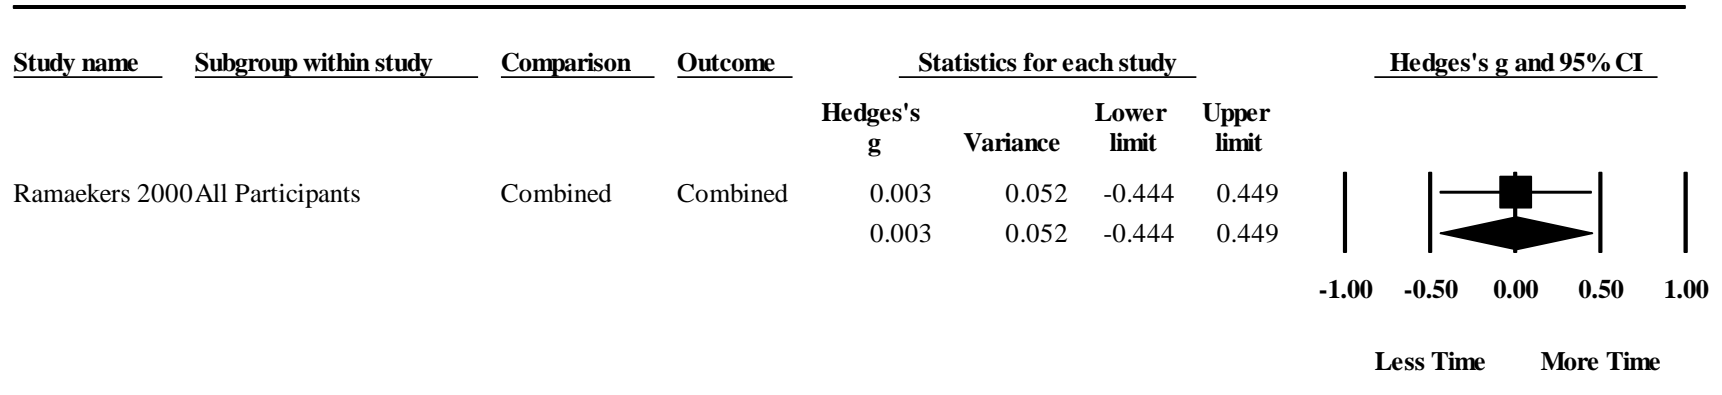 Study name Subgroup within study Comparison Outcome Statistics for each study Hedges's g and 95% CI
Hedges's Lower Upper
g Variance limit limit
Ramaekers 2000 All Participants Combined Combined 0.003 0.052 -0.444 0.449
0.003 0.052 -0.444 0.449
-1.00 -0.50 0.00 0.50 1.00
Less Time More Time